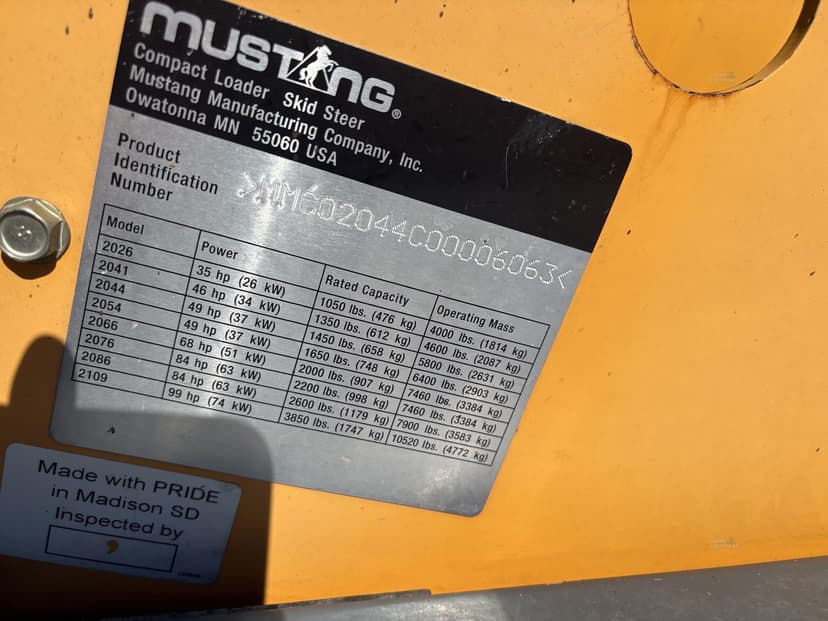 MUSTANG®
Compact Loader Skid Steer
Mustang Manufacturing Company, Inc.
Owatonna MN 55060 USA
Product
Identification
Number
>MMC02044C00006063<
Model Power Rated Capacity Operating Mass
2026 35 hp (26 kW) 1050 lbs. (476 kg) 4000 lbs. (1814 kg)
2041 46 hp (34 kW) 1350 lbs. (612 kg) 4600 lbs. (2087 kg)
2044 49 hp (37 kW) 1450 lbs. (658 kg) 5800 lbs. (2631 kg)
2054 49 hp (37 kW) 1650 lbs. (748 kg) 6400 lbs. (2903 kg)
2066 68 hp (51 kW) 2000 lbs. (907 kg) 7460 lbs. (3384 kg)
2076 84 hp (63 kW) 2200 lbs. (998 kg) 7460 lbs. (3384 kg)
2086 84 hp (63 kW) 2600 lbs. (1179 kg) 7900 lbs. (3583 kg)
2109 99 hp (74 kW) 3850 lbs. (1747 kg) 10520 lbs. (4772 kg)
Made with PRIDE
in Madison SD
Inspected by